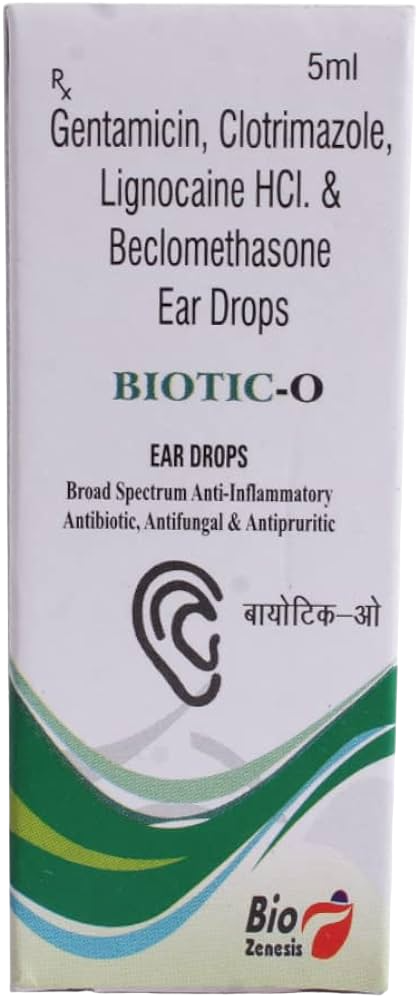 5ml
Rx
Gentamicin, Clotrimazole,
Lignocaine HCl. &
Beclomethasone
Ear Drops
BIOTIC-O
EAR DROPS
Broad Spectrum Anti-Inflammatory
Antibiotic, Antifungal & Antipruritic
बायोटिक-ओ
Bio
Zenesis